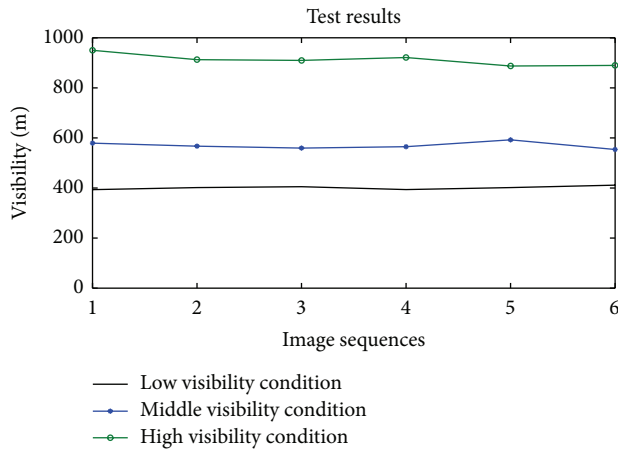 Test results
1000
800
600
400
200
0
Visibility (m)
1 2 3 4 5 6
Image sequences
Low visibility condition
Middle visibility condition
High visibility condition